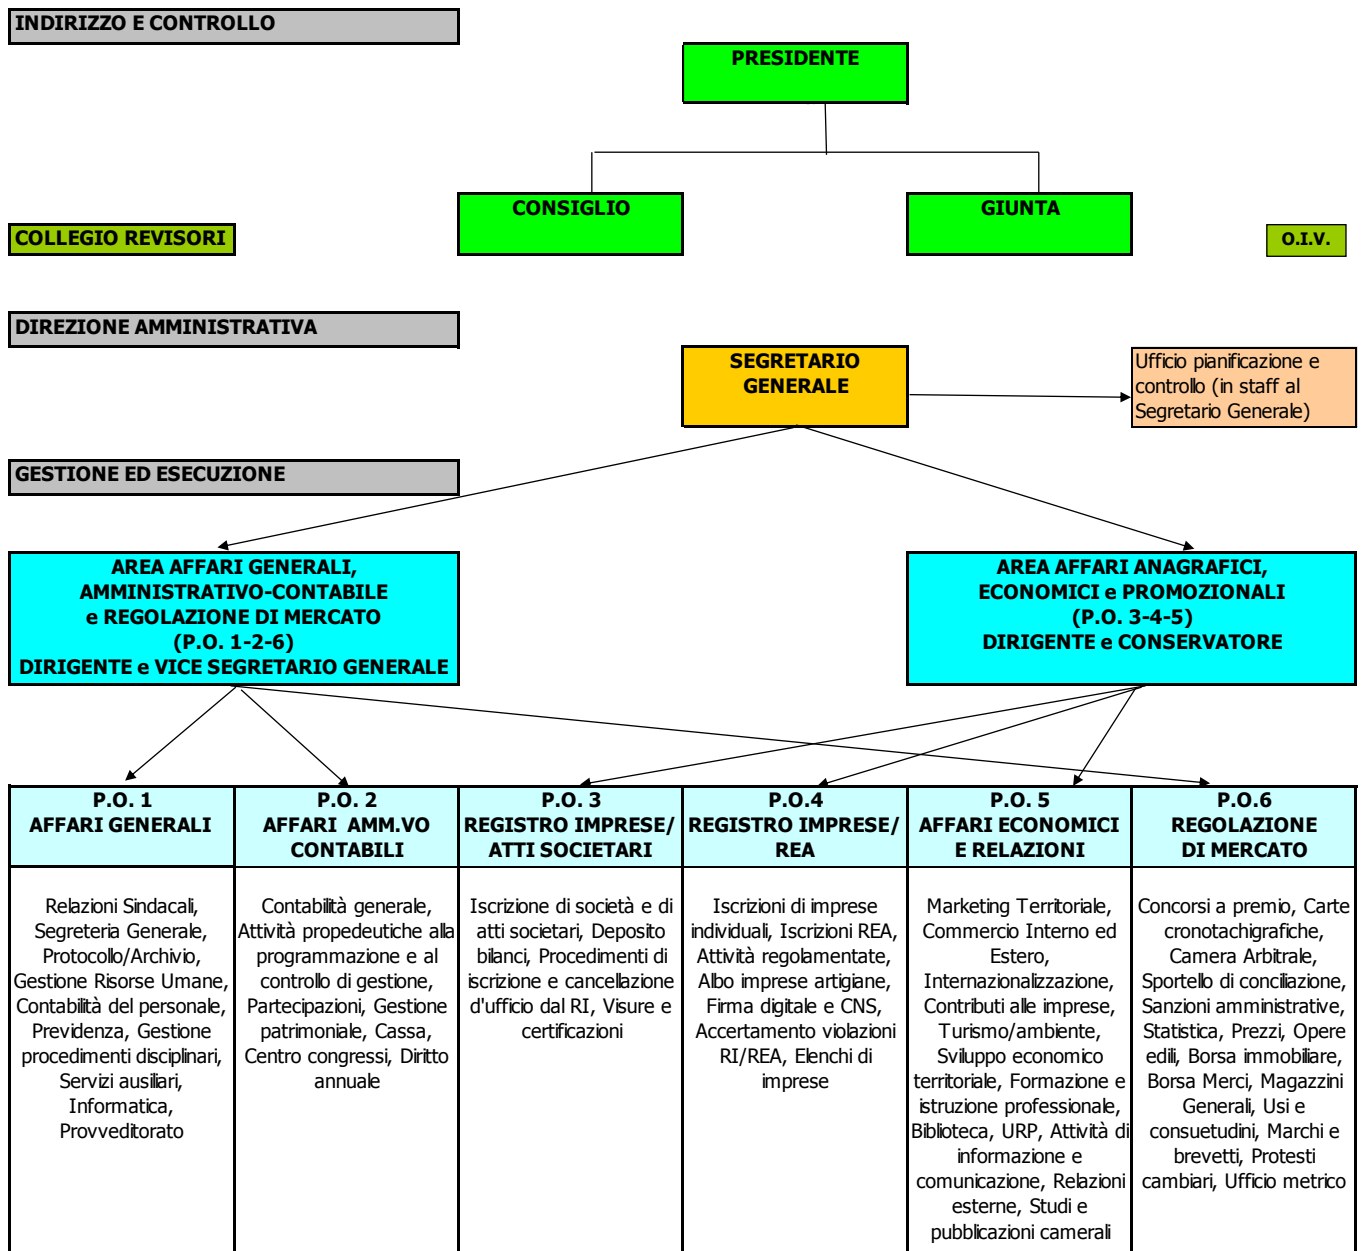 INDIRIZZO E CONTROLLO
PRESIDENTE
CONSIGLIO
GIUNTA
COLLEGIO REVISORI
O.I.V.
DIREZIONE AMMINISTRATIVA
SEGRETARIO
GENERALE
Ufficio pianificazione e
controllo (in staff al
Segretario Generale)
GESTIONE ED ESECUZIONE
AREA AFFARI GENERALI,
AMMINISTRATIVO-CONTABILE
e REGOLAZIONE DI MERCATO
(P.O. 1-2-6)
DIRIGENTE e VICE SEGRETARIO GENERALE
AREA AFFARI ANAGRAFICI,
ECONOMICI e PROMOZIONALI
(P.O. 3-4-5)
DIRIGENTE e CONSERVATORE
P.O. 1
AFFARI GENERALI
Relazioni Sindacali,
Segreteria Generale,
Protocollo/Archivio,
Gestione Risorse Umane,
Contabilità del personale,
Previdenza, Gestione
procedimenti disciplinari,
Servizi ausiliari,
Informatica,
Provveditorato
P.O. 2
AFFARI AMM.VO
CONTABILI
Contabilità generale,
Attività propedeutiche alla
programmazione e al
controllo di gestione,
Partecipazioni, Gestione
patrimoniale, Cassa,
Centro congressi, Diritto
annuale
P.O. 3
REGISTRO IMPRESE/
ATTI SOCIETARI
Iscrizione di società e di
atti societari, Deposito
bilanci, Procedimenti di
iscrizione e cancellazione
d'ufficio dal RI, Visure e
certificazioni
P.O.4
REGISTRO IMPRESE/
REA
Iscrizioni di imprese
individuali, Iscrizioni REA,
Attività regolamentate,
Albo imprese artigiane,
Firma digitale e CNS,
Accertamento violazioni
RI/REA, Elenchi di
imprese
P.O. 5
AFFARI ECONOMICI
E RELAZIONI
Marketing Territoriale,
Commercio Interno ed
Estero,
Internazionalizzazione,
Contributi alle imprese,
Turismo/ambiente,
Sviluppo economico
territoriale, Formazione e
istruzione professionale,
Biblioteca, URP, Attività di
informazione e
comunicazione, Relazioni
esterne, Studi e
pubblicazioni camerali
P.O.6
REGOLAZIONE
DI MERCATO
Concorsi a premio, Carte
cronotachigrafiche,
Camera Arbitrale,
Sportello di conciliazione,
Sanzioni amministrative,
Statistica, Prezzi, Opere
edili, Borsa immobiliare,
Borsa Merci, Magazzini
Generali, Usi e
consuetudini, Marchi e
brevetti, Protesti
cambiari, Ufficio metrico